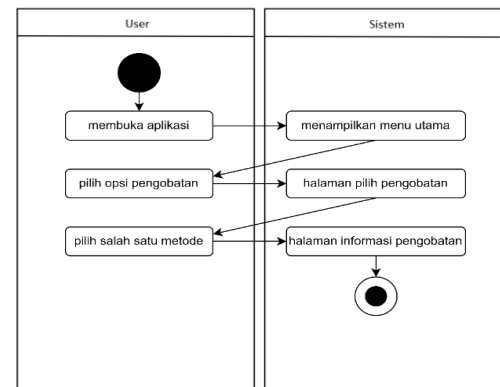 User
Sistem
membuka aplikasi
menampilkan menu utama
pilih opsi pengobatan
halaman pilih pengobatan
pilih salah satu metode
halaman informasi pengobatan